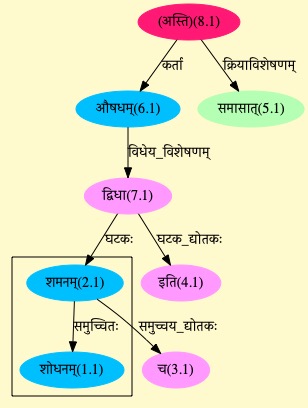 (अस्ति)(8.1)
कर्ता
क्रियाविशेषणम्
औषधम्(6.1)
समासात्(5.1)
विधेय_विशेषणम्
द्विधा(7.1)
घटकः
घटक_द्योतकः
शमनम्(2.1)
इति(4.1)
समुच्चितः
समुच्चय_द्योतकः
शोधनम्(1.1)
च(3.1)